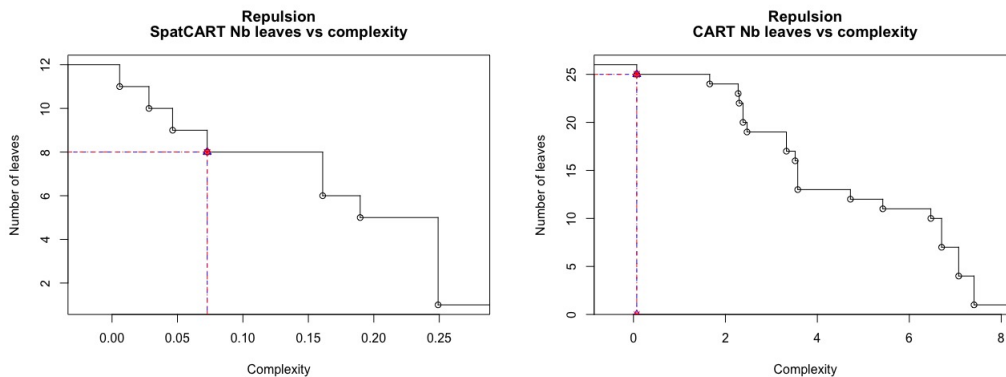 Repulsion
SpatCART Nb leaves vs complexity
Number of leaves
12
10
8
6
4
2
0.00 0.05 0.10 0.15 0.20 0.25
Complexity
Repulsion
CART Nb leaves vs complexity
Number of leaves
25
20
15
10
5
0
0 2 4 6 8
Complexity